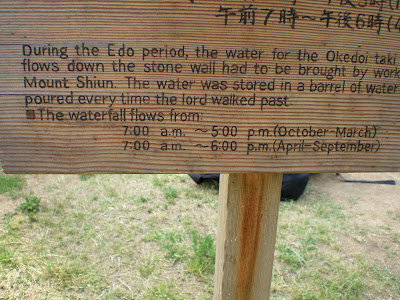 午前7時～午後6時(4
During the Edo period, the water for the Okedoi taki
flows down the stone wall had to be brought by work
Mount Shiun. The water was stored in a barrel of water
poured every time the lord walked past.
■The waterfall flows from:
7:00 a.m. ～5:00 p.m.(October-March)
7:00 a.m. ～6:00 p.m.(April-September)